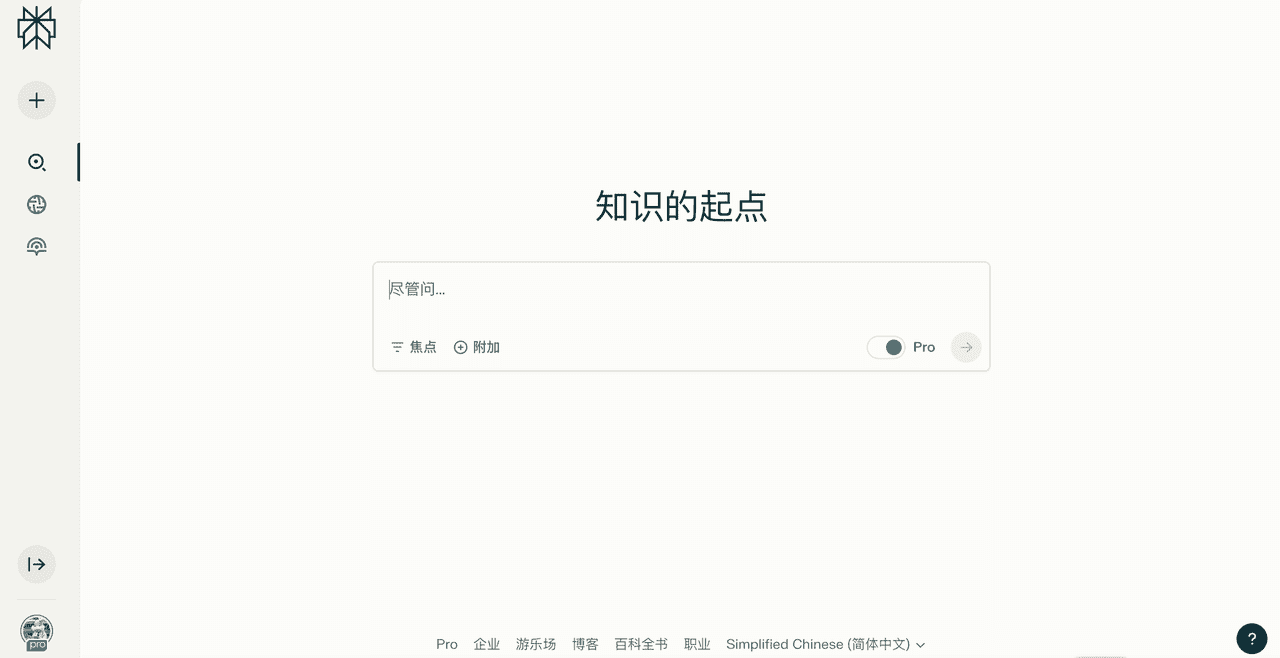 知识的起点
尽管问...
焦点 附加 Pro
pro
Pro 企业 游乐场 博客 百科全书 职业 Simplified Chinese (简体中文)
?